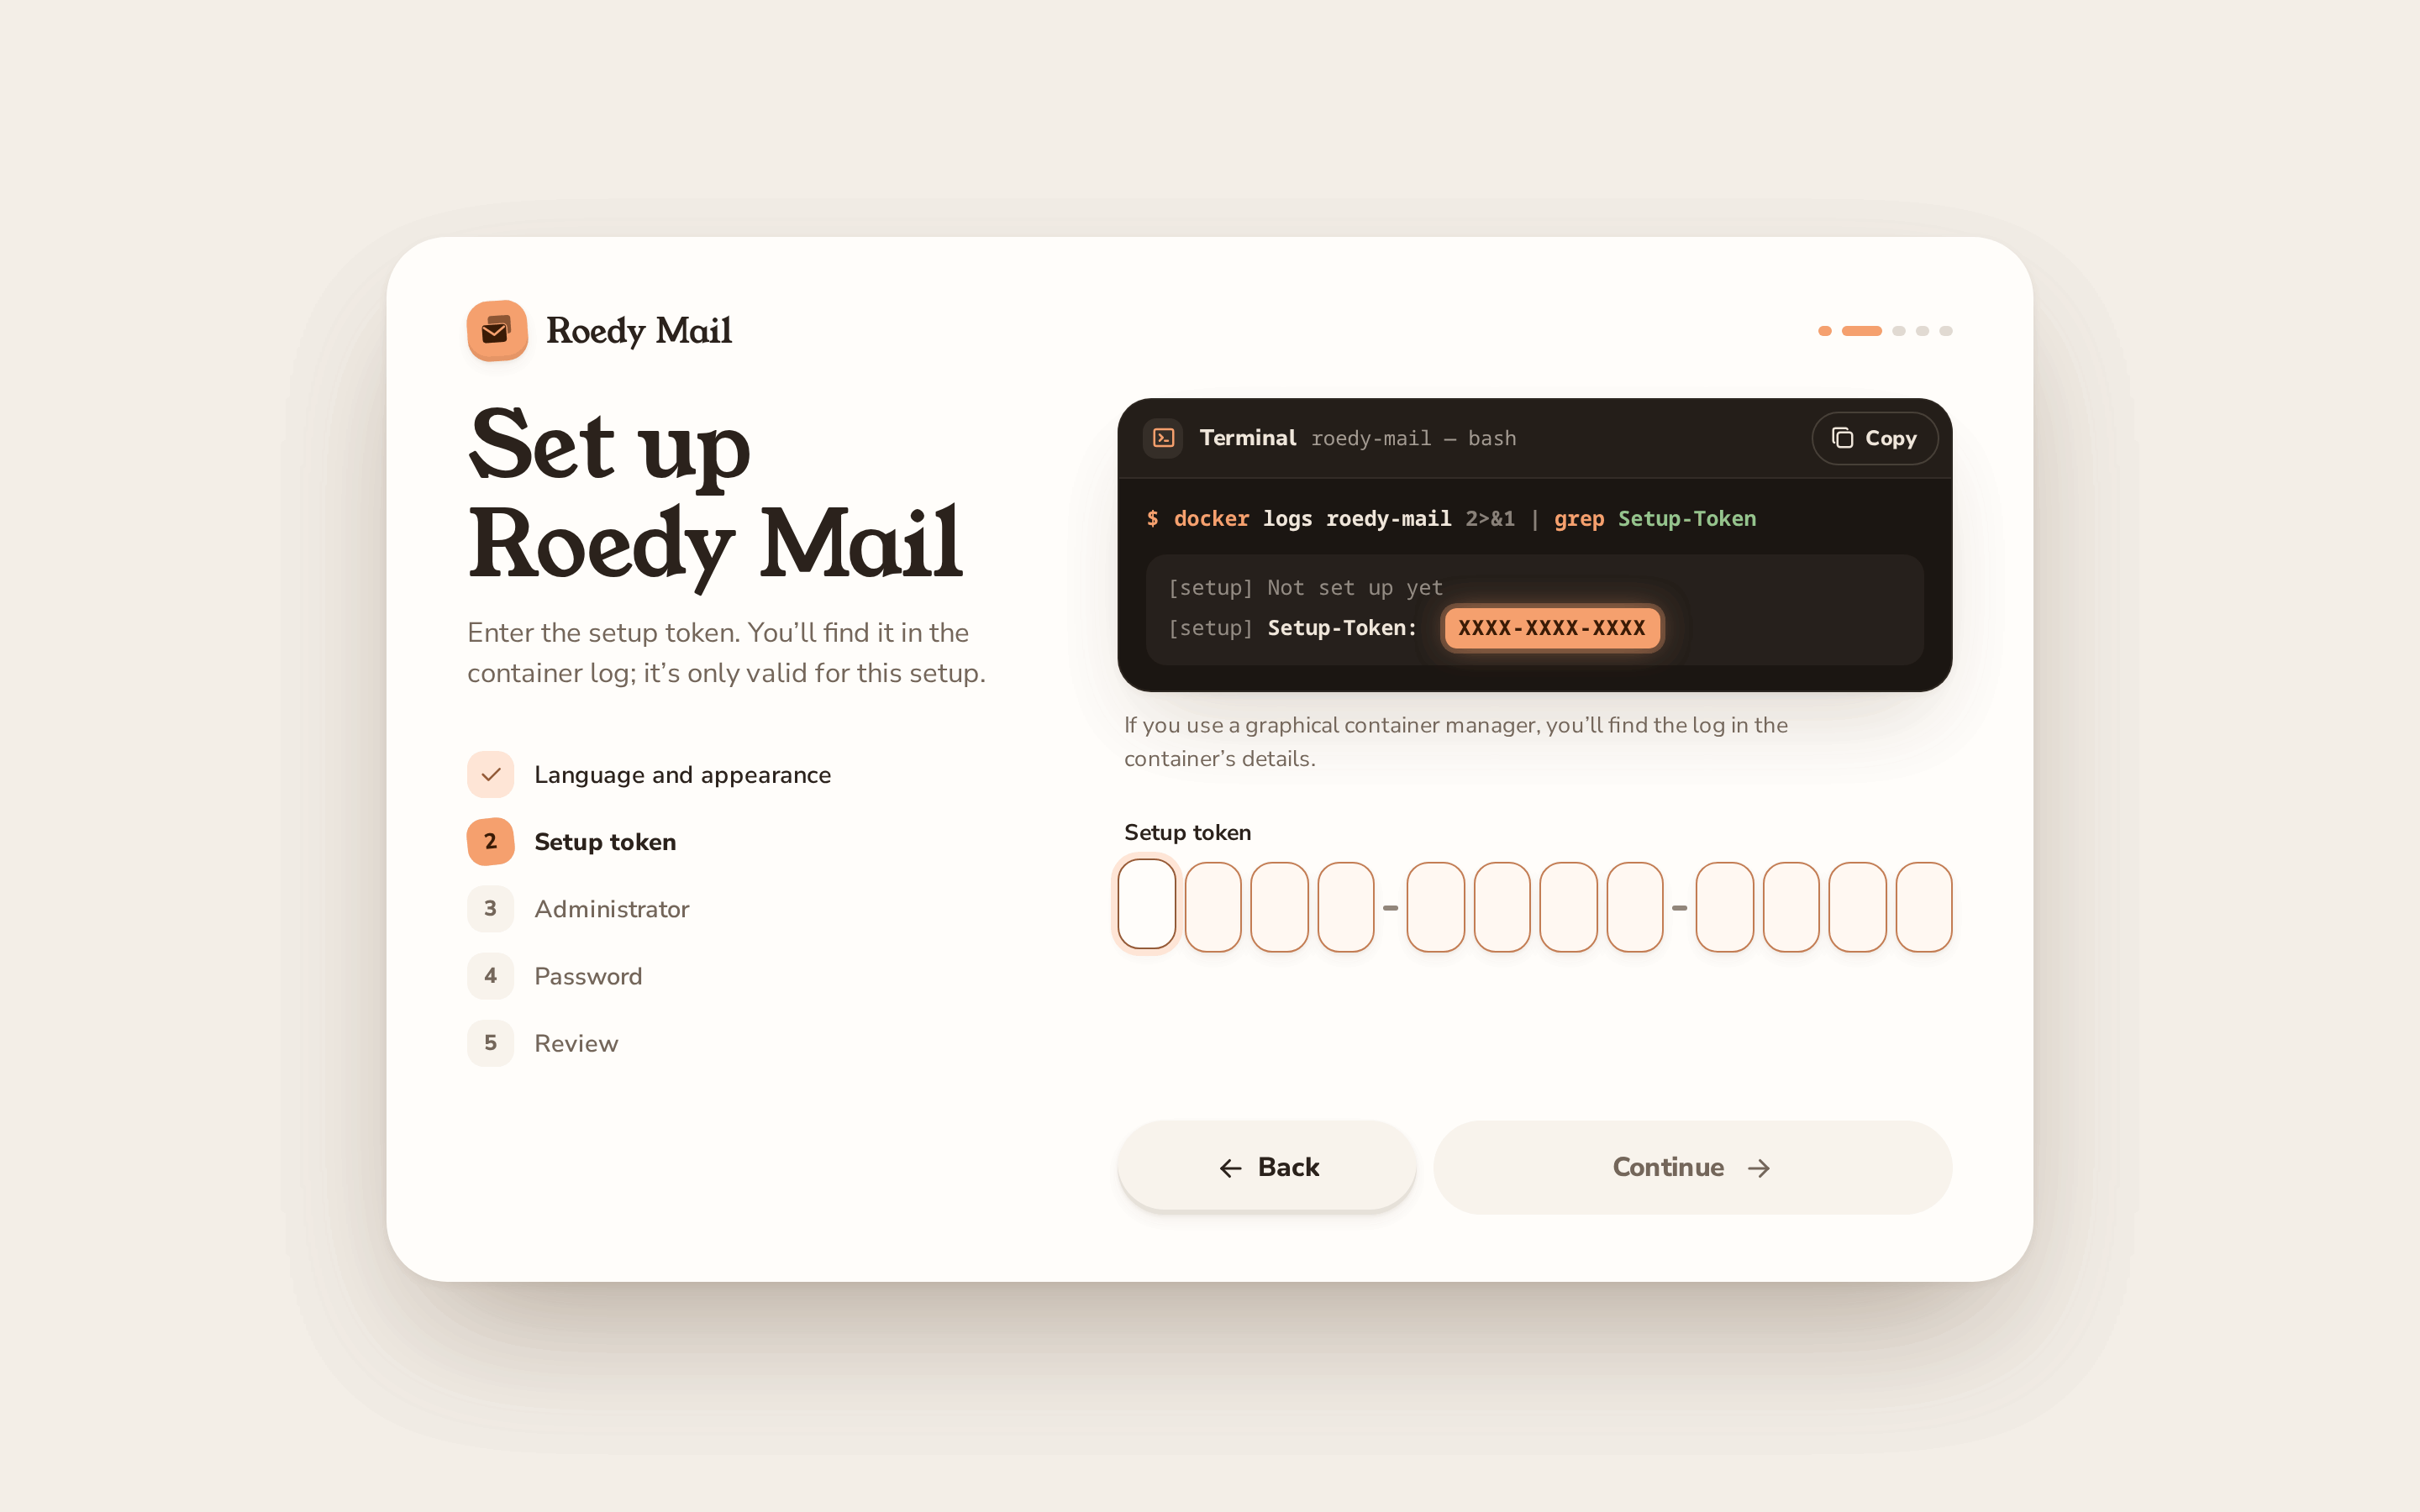 Roedy Mail
Set up
Roedy Mail
Enter the setup token. You’ll find it in the
container log; it’s only valid for this setup.
Language and appearance
2 Setup token
3 Administrator
4 Password
5 Review
Terminal roedy-mail — bash
Copy
$ docker logs roedy-mail 2>&1 | grep Setup-Token
[setup] Not set up yet
[setup] Setup-Token: XXXX-XXXX-XXXX
If you use a graphical container manager, you’ll find the log in the
container’s details.
Setup token
Back
Continue